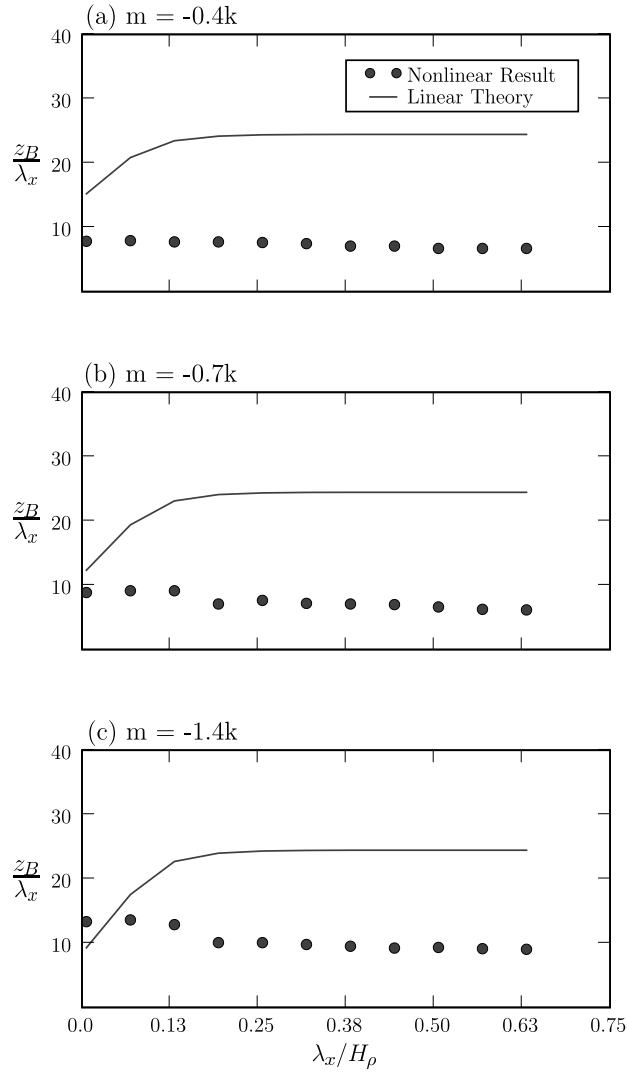 (a) m = -0.4k
40
30
20
10
z_B
λ_x
Nonlinear Result
Linear Theory
(b) m = -0.7k
40
30
20
10
z_B
λ_x
(c) m = -1.4k
40
30
20
10
z_B
λ_x
0.0 0.13 0.25 0.38 0.50 0.63 0.75
λ_x/H_ρ